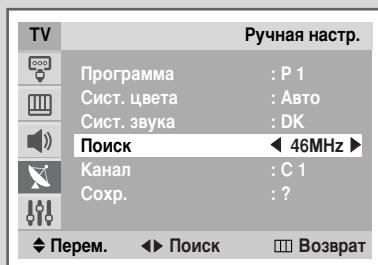 TV Ручная настр.
Программа : P 1
Сист. цвета : Авто
Сист. звука : DK
Поиск ◀ 46MHz ▶
Канал : C 1
Сохр. : ?
Перем. Поиск Возврат